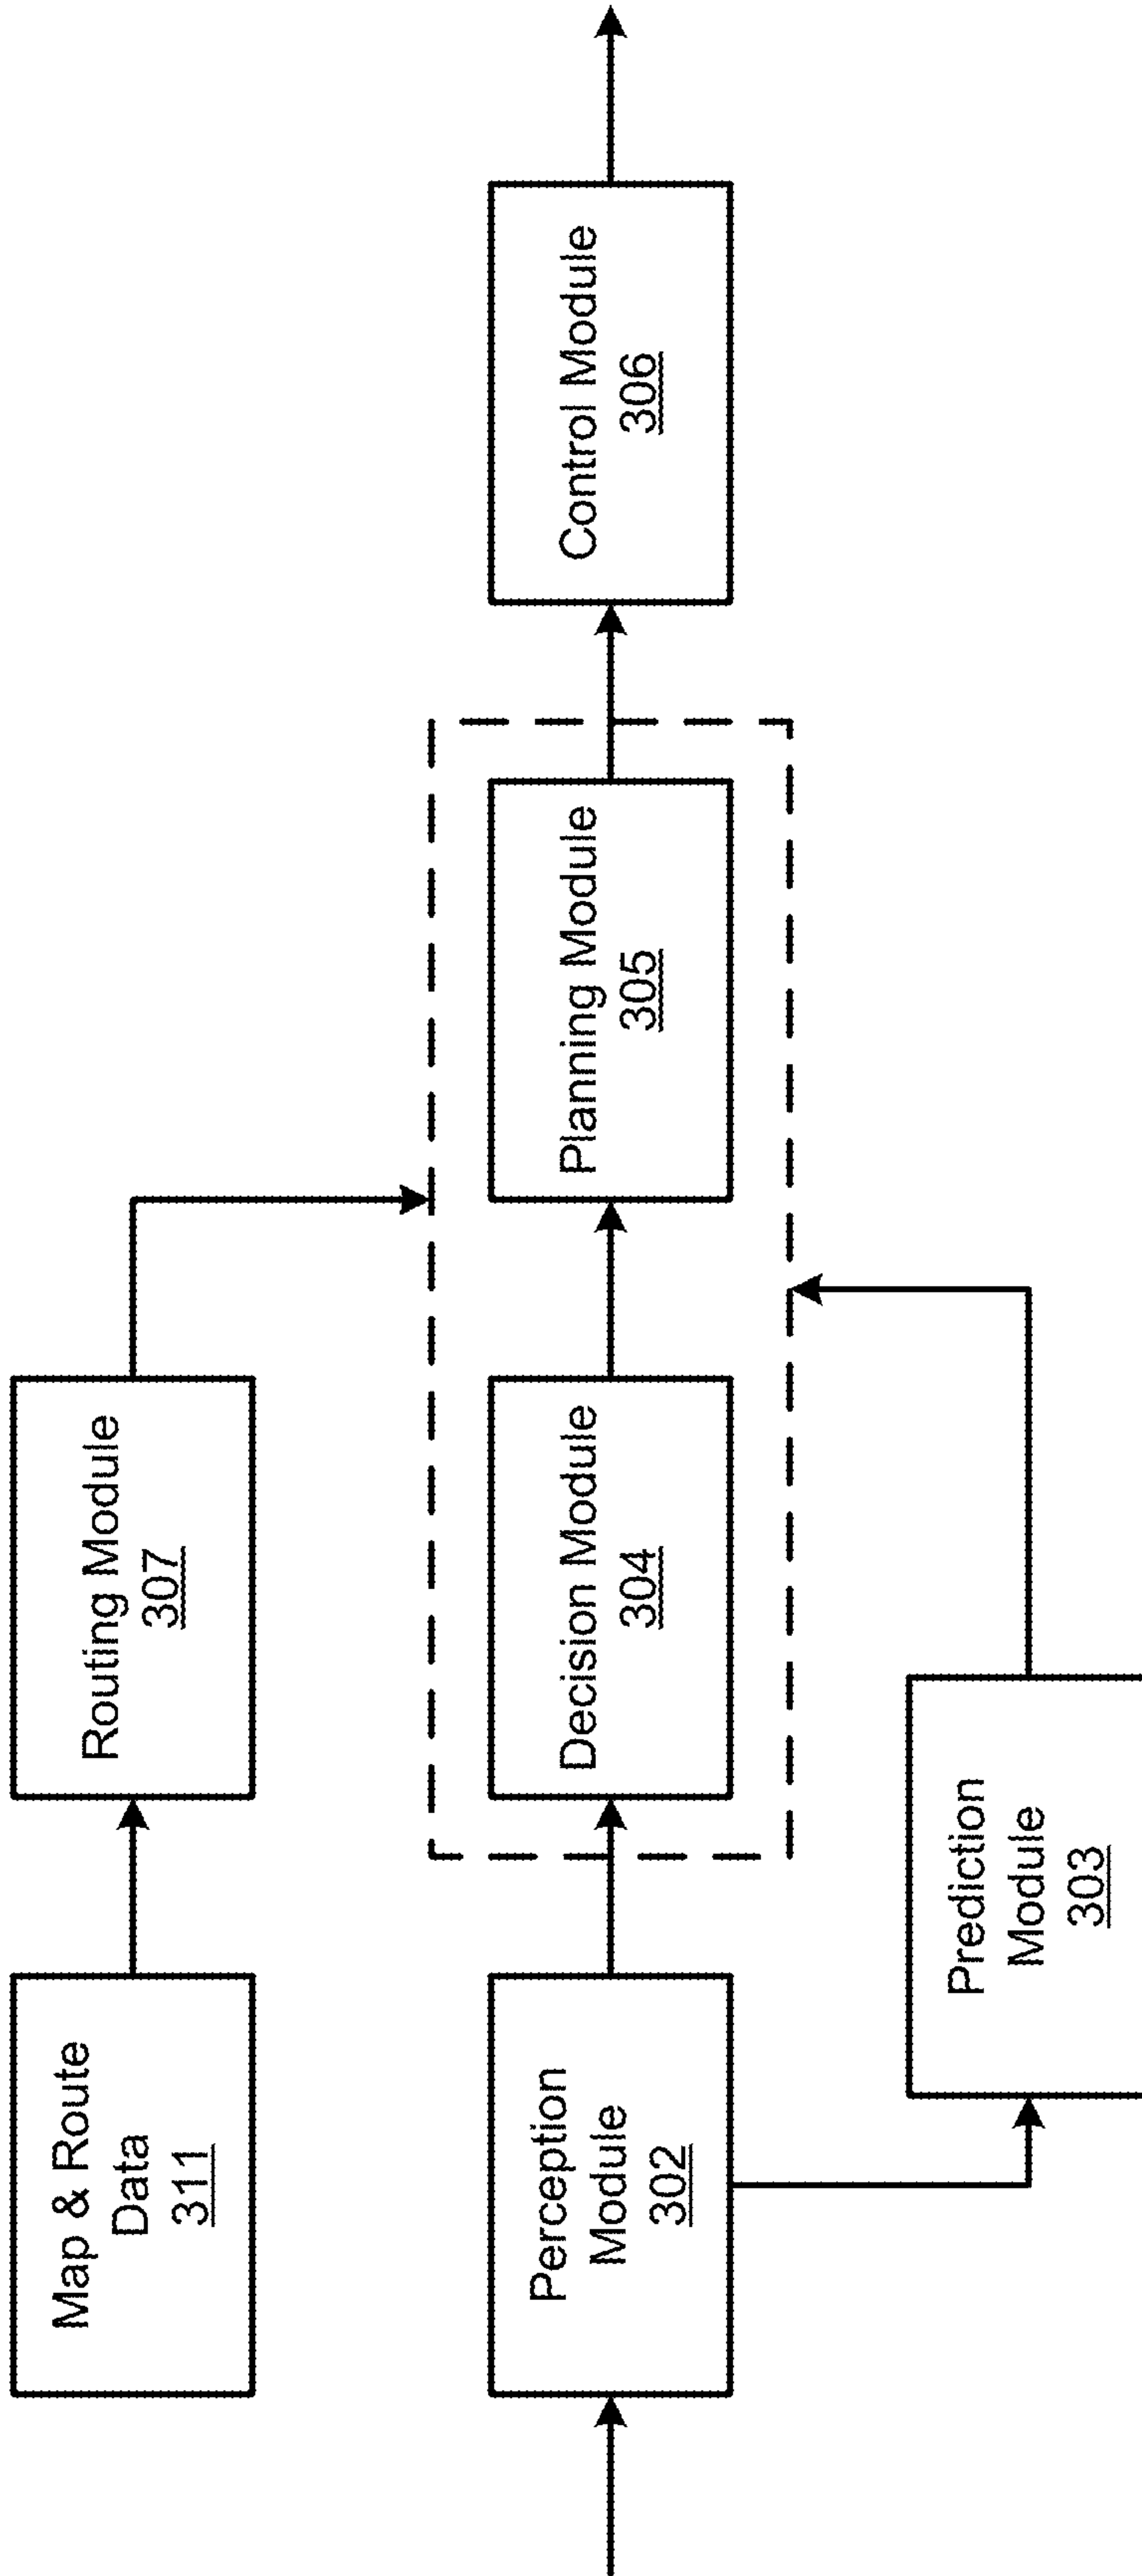 Map & Route
Data
311
Routing Module
307
Perception
Module
302
Decision Module
304
Planning Module
305
Control Module
306
Prediction
Module
303